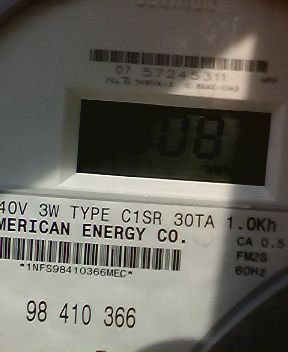 07 57245311
08
40V 3W TYPE C1SR 30TA 1.0Kh
MERICAN ENERGY CO.
CA 0.5
*1NFS98410366MEC*
FM2S
60Hz
98 410 366